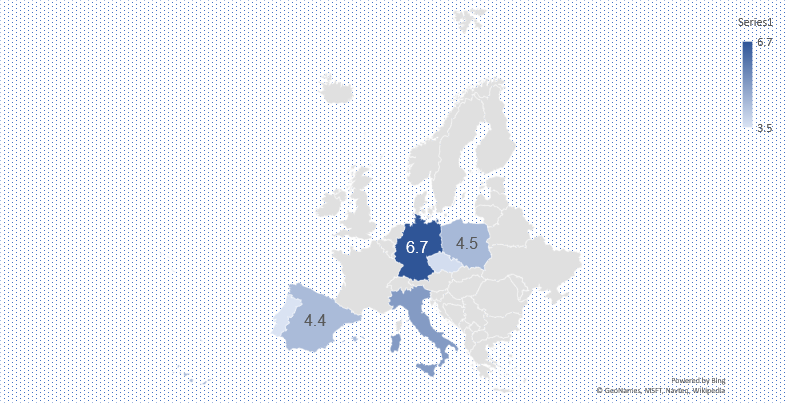 Series1
6.7
3.5
6.7
4.5
4.4
Powered by Bing
© GeoNames, MSFT, Navteq, Wikipedia